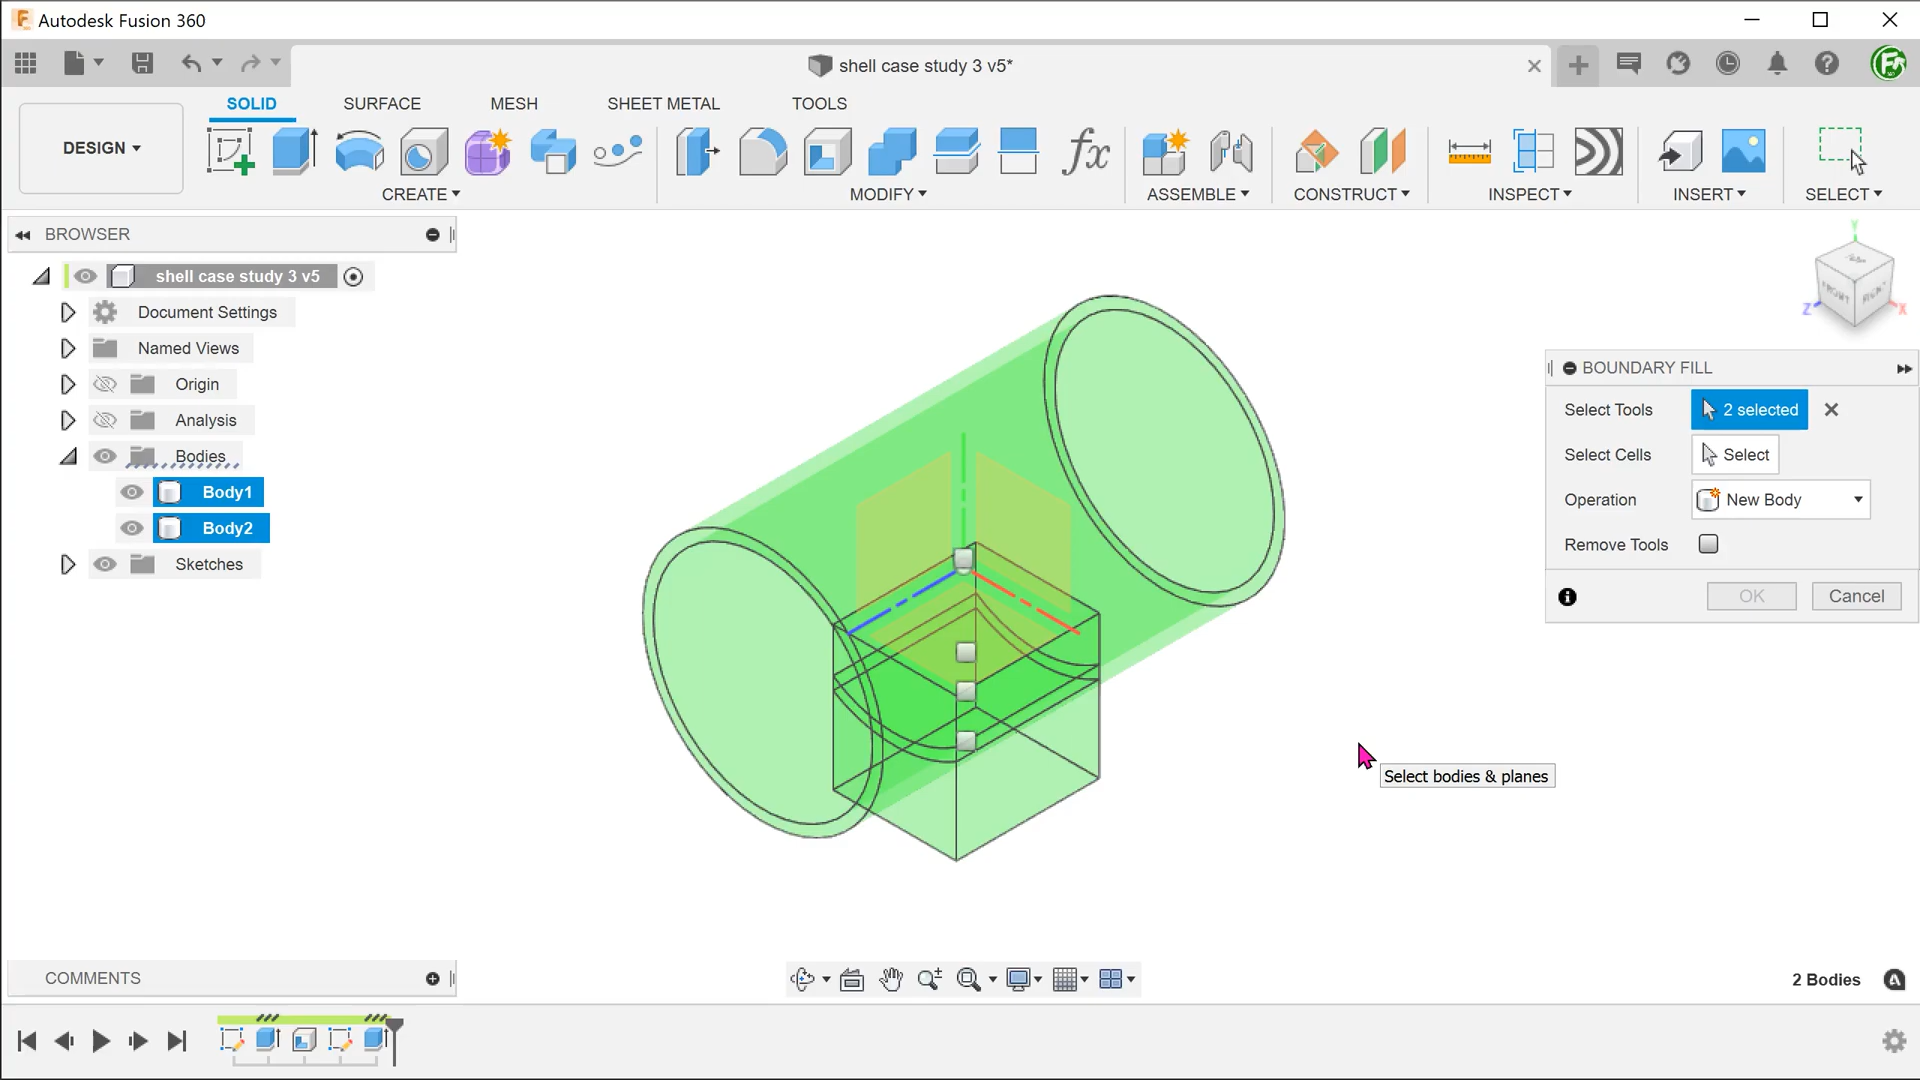 Autodesk Fusion 360
shell case study 3 v5*
SOLID SURFACE MESH SHEET METAL TOOLS
DESIGN
CREATE MODIFY ASSEMBLE CONSTRUCT INSPECT INSERT SELECT
BROWSER
shell case study 3 v5
Document Settings
Named Views
Origin
Analysis
Bodies
Body1
Body2
Sketches
Y
Z
X
FRONT
RIGHT
BOUNDARY FILL
Select Tools 2 selected
Select Cells Select
Operation New Body
Remove Tools
OK Cancel
Select bodies & planes
COMMENTS
2 Bodies